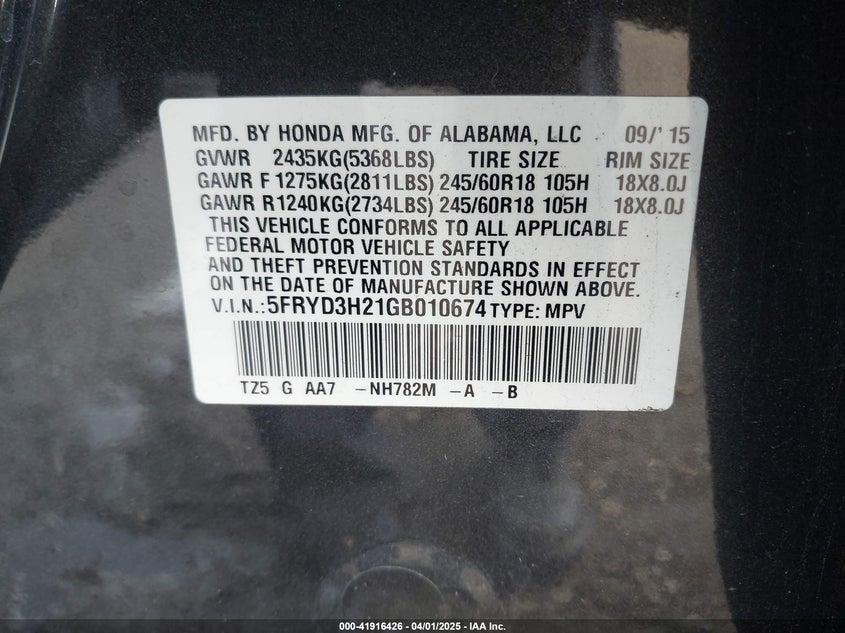 MFD. BY HONDA MFG. OF ALABAMA, LLC 09/' 15
GVWR 2435KG(5368LBS) TIRE SIZE RIM SIZE
GAWR F 1275KG(2811LBS) 245/60R18 105H 18X8.0J
GAWR R1240KG(2734LBS) 245/60R18 105H 18X8.0J
THIS VEHICLE CONFORMS TO ALL APPLICABLE
FEDERAL MOTOR VEHICLE SAFETY
AND THEFT PREVENTION STANDARDS IN EFFECT
ON THE DATE OF MANUFACTURE SHOWN ABOVE.
V.I.N.:5FRYD3H21GB010674 TYPE: MPV
TZ5 G AA7 -NH782M -A -B
000-41916426 - 04/01/2025 - IAA Inc.